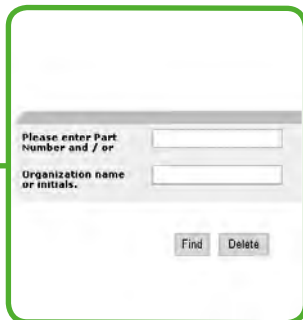 Please enter Part
Number and / or
Organization name
or initials.
Find Delete